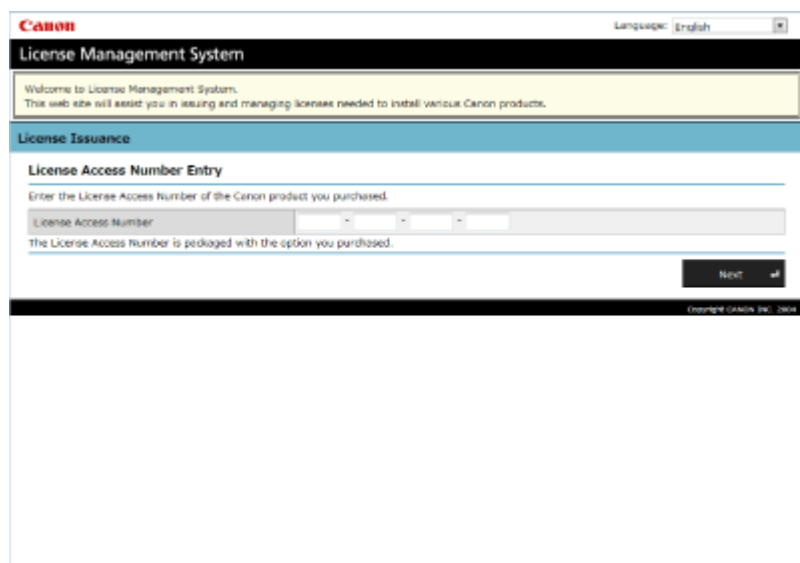 Canon
Language: English
License Management System
Welcome to License Management System.
This web site will assist you in issuing and managing licenses needed to install various Canon products.
License Issuance
License Access Number Entry
Enter the License Access Number of the Canon product you purchased.
License Access Number - - -
The License Access Number is packaged with the option you purchased.
Next
Copyright CANON INC. 2004